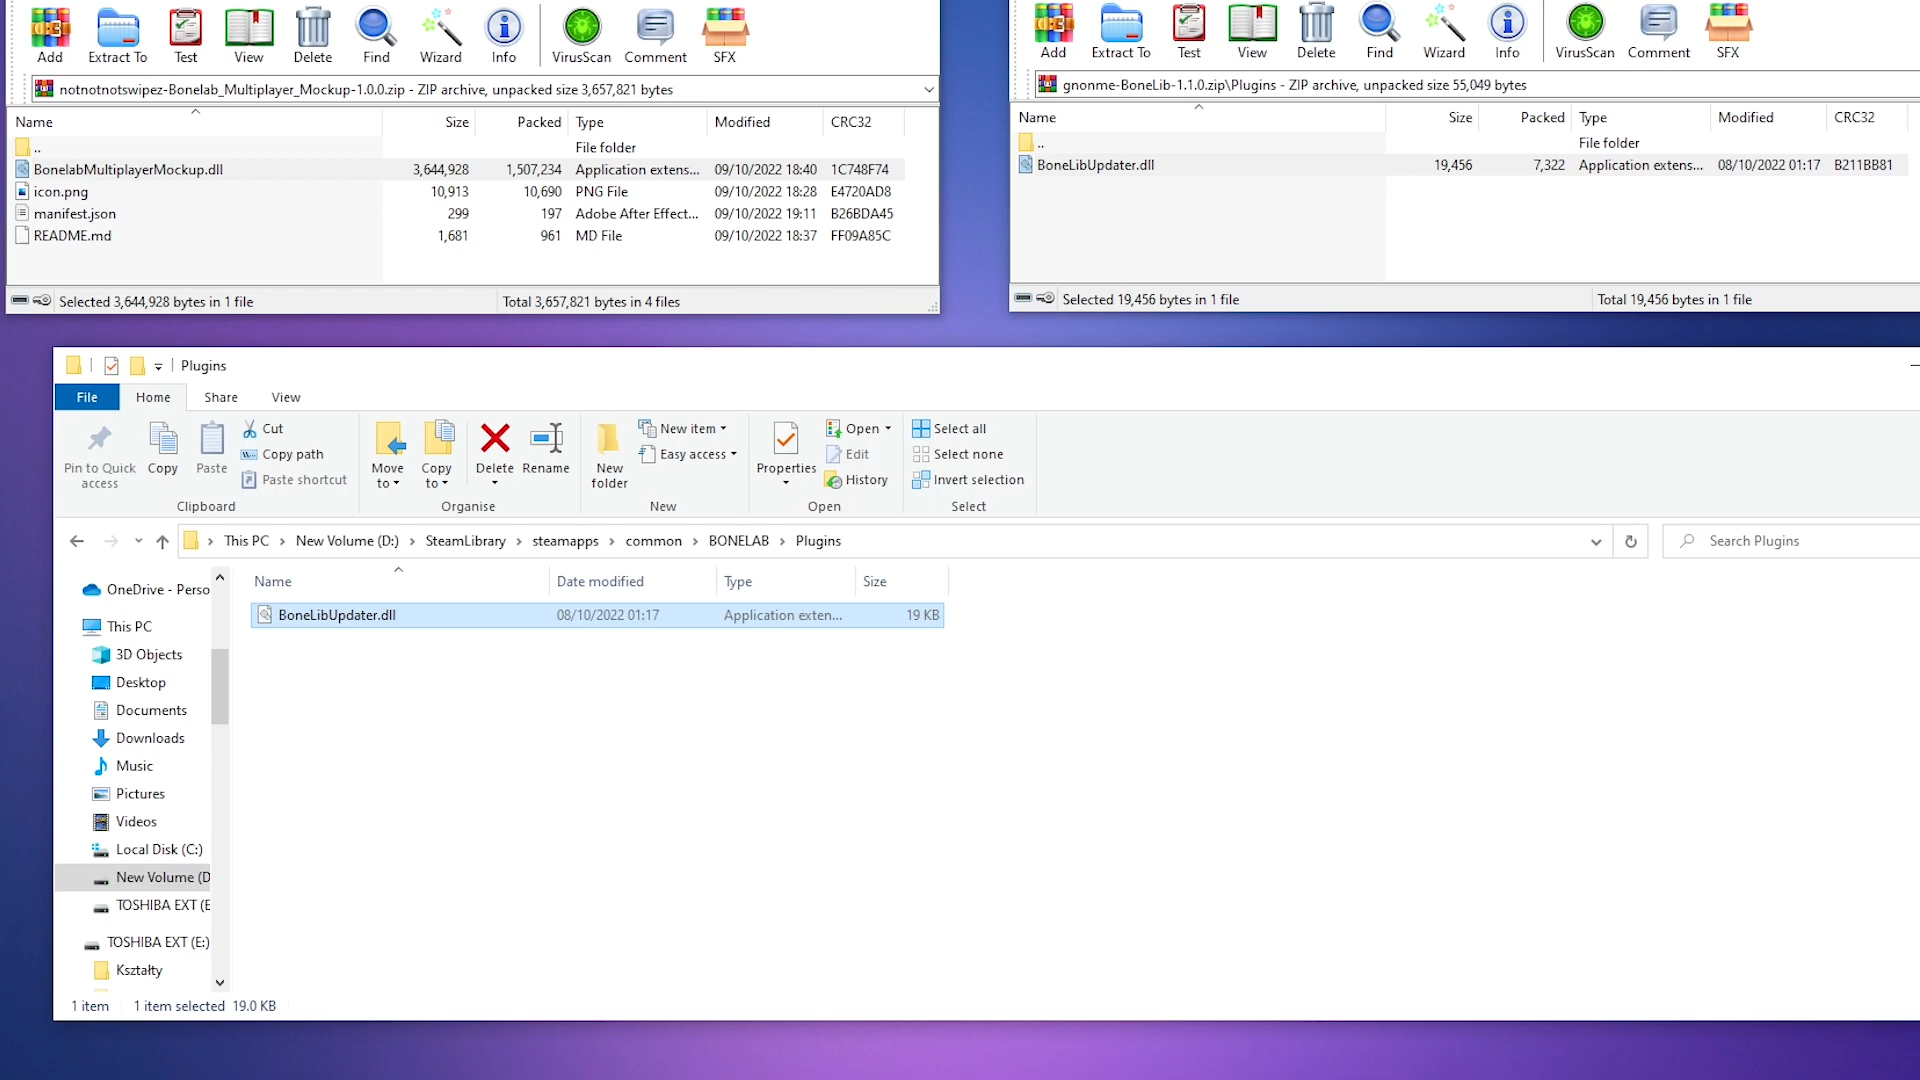 Add Extract To Test View Delete Find Wizard Info VirusScan Comment SFX
notnotnotswipez-Bonelab_Multiplayer_Mockup-1.0.0.zip - ZIP archive, unpacked size 3,657,821 bytes
Name Size Packed Type Modified CRC32
.. File folder
BonelabMultiplayerMockup.dll 3,644,928 1,507,234 Application extens... 09/10/2022 18:40 1C748F74
icon.png 10,913 10,690 PNG File 09/10/2022 18:28 E4720AD8
manifest.json 299 197 Adobe After Effect... 09/10/2022 19:11 B26BDA45
README.md 1,681 961 MD File 09/10/2022 18:37 FF09A85C
Selected 3,644,928 bytes in 1 file Total 3,657,821 bytes in 4 files
Add Extract To Test View Delete Find Wizard Info VirusScan Comment SFX
gnonme-BoneLib-1.1.0.zip\Plugins - ZIP archive, unpacked size 55,049 bytes
Name Size Packed Type Modified CRC32
.. File folder
BoneLibUpdater.dll 19,456 7,322 Application extens... 08/10/2022 01:17 B211BB81
Selected 19,456 bytes in 1 file Total 19,456 bytes in 1 file
Plugins
File Home Share View
Pin to Quick access
Copy
Paste
Cut
Copy path
Paste shortcut
Clipboard
Move to
Copy to
Delete
Rename
Organise
New folder
New item
Easy access
New
Properties
Open
Edit
History
Open
Select all
Select none
Invert selection
Select
This PC New Volume (D:) SteamLibrary steamapps common BONELAB Plugins
Search Plugins
OneDrive - Perso
This PC
3D Objects
Desktop
Documents
Downloads
Music
Pictures
Videos
Local Disk (C:)
New Volume (D
TOSHIBA EXT (E
TOSHIBA EXT (E:)
Kształty
Name Date modified Type Size
BoneLibUpdater.dll 08/10/2022 01:17 Application exten... 19 KB
1 item 1 item selected 19.0 KB